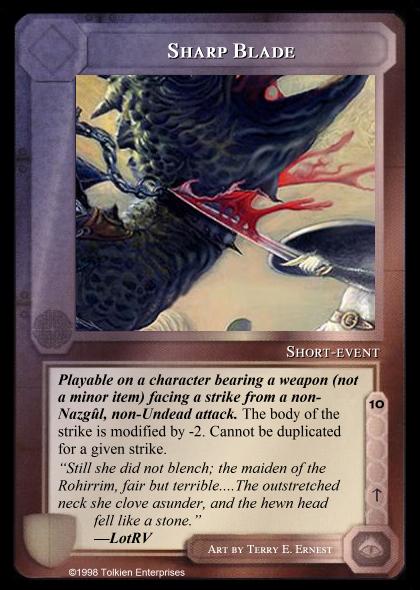 SHARP BLADE
SHORT-EVENT
Playable on a character bearing a weapon (not
a minor item) facing a strike from a non-
Nazgûl, non-Undead attack. The body of the
strike is modified by -2. Cannot be duplicated
for a given strike.
“Still she did not blench; the maiden of the
Rohirrim, fair but terrible....The outstretched
neck she clove asunder, and the hewn head
fell like a stone.”
—LotRV
10
ART BY TERRY E. ERNEST
©1998 Tolkien Enterprises